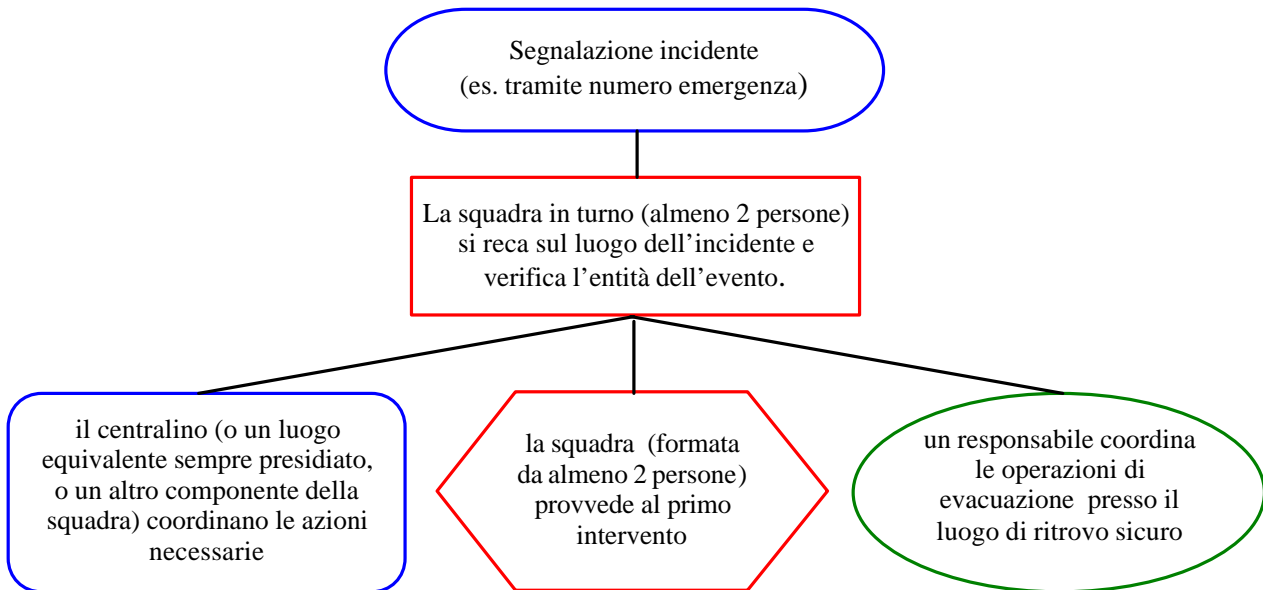 Segnalazione incidente
(es. tramite numero emergenza)
La squadra in turno (almeno 2 persone)
si reca sul luogo dell’incidente e
verifica l’entità dell’evento.
il centralino (o un luogo
equivalente sempre presidiato,
o un altro componente della
squadra) coordinano le azioni
necessarie
la squadra (formata
da almeno 2 persone)
provvede al primo
intervento
un responsabile coordina
le operazioni di
evacuazione presso il
luogo di ritrovo sicuro